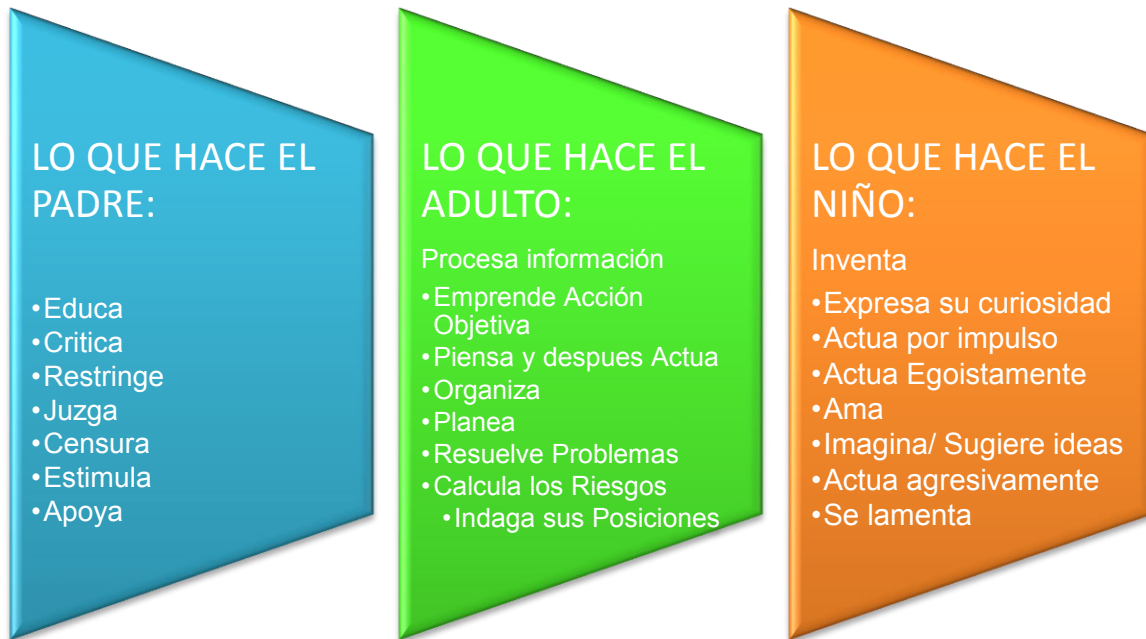 LO QUE HACE EL
PADRE:
•Educa
•Critica
•Restringe
•Juzga
•Censura
•Estimula
•Apoya
LO QUE HACE EL
ADULTO:
Procesa información
•Emprende Acción
Objetiva
•Piensa y despues Actua
•Organiza
•Planea
•Resuelve Problemas
•Calcula los Riesgos
•Indaga sus Posiciones
LO QUE HACE EL
NIÑO:
Inventa
•Expresa su curiosidad
•Actua por impulso
•Actua Egoistamente
•Ama
•Imagina/ Sugiere ideas
•Actua agresivamente
•Se lamenta